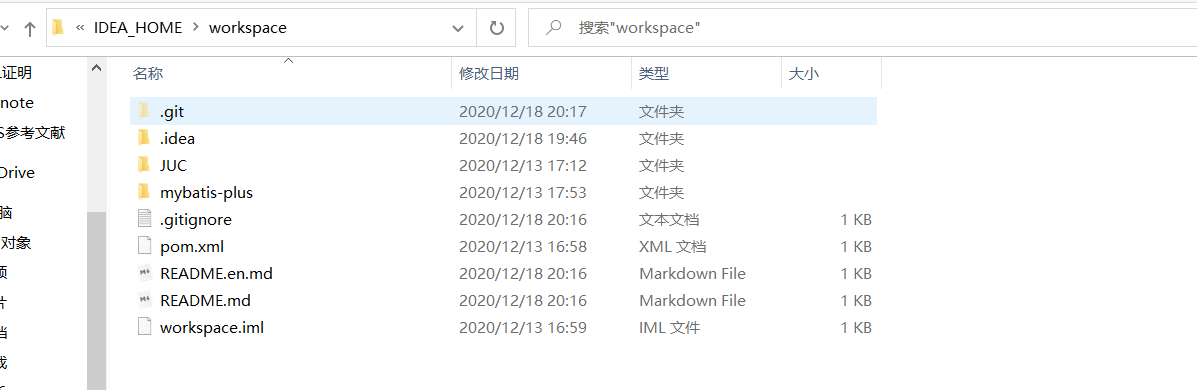 « IDEA_HOME > workspace
搜索"workspace"
证明
note
S参考文献
Drive
脑
对象
片
档
名称 修改日期 类型 大小
.git 2020/12/18 20:17 文件夹
.idea 2020/12/18 19:46 文件夹
JUC 2020/12/13 17:12 文件夹
mybatis-plus 2020/12/13 17:53 文件夹
.gitignore 2020/12/18 20:16 文本文档 1 KB
pom.xml 2020/12/13 16:58 XML 文档 1 KB
README.en.md 2020/12/18 20:16 Markdown File 1 KB
README.md 2020/12/18 20:16 Markdown File 1 KB
workspace.iml 2020/12/13 16:59 IML 文件 1 KB